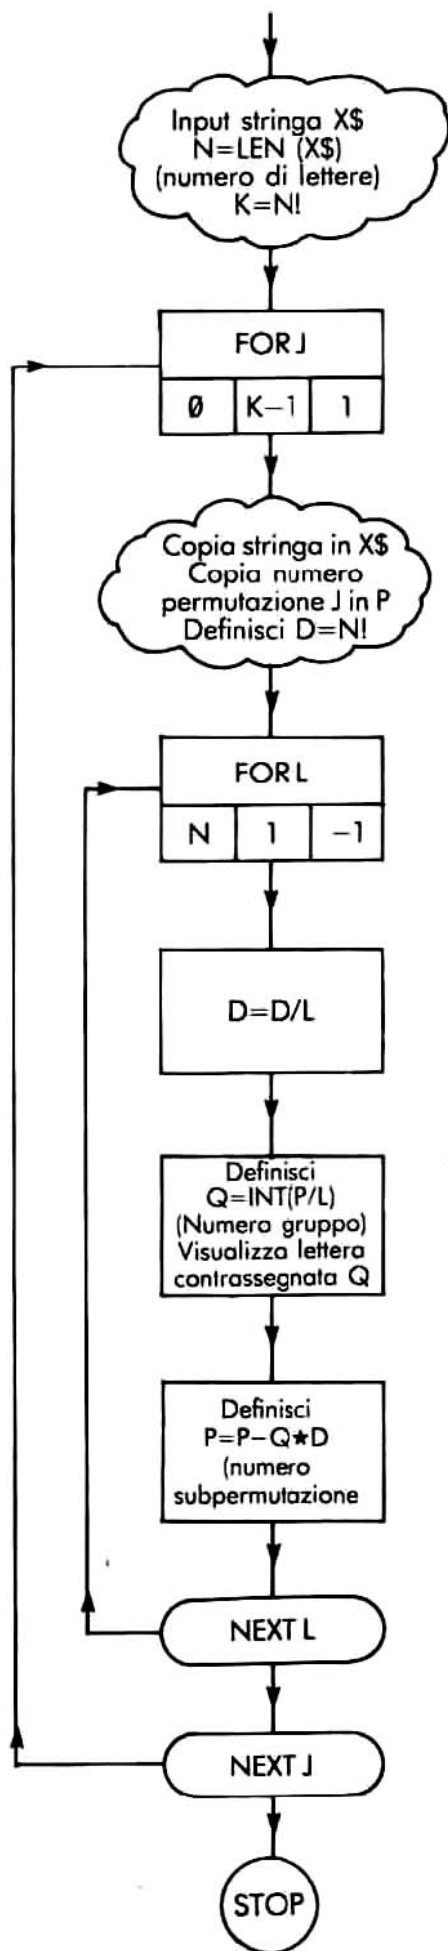 Input stringa X$
N=LEN (X$)
(numero di lettere)
K=N!
FOR J
0 K-1 1
Copia stringa in X$
Copia numero
permutazione J in P
Definisci D=N!
FOR L
N 1 -1
D=D/L
Definisci
Q=INT(P/L)
(Numero gruppo)
Visualizza lettera
contrassegnata Q
Definisci
P=P-Q★D
(numero
subpermutazione
NEXT L
NEXT J
STOP